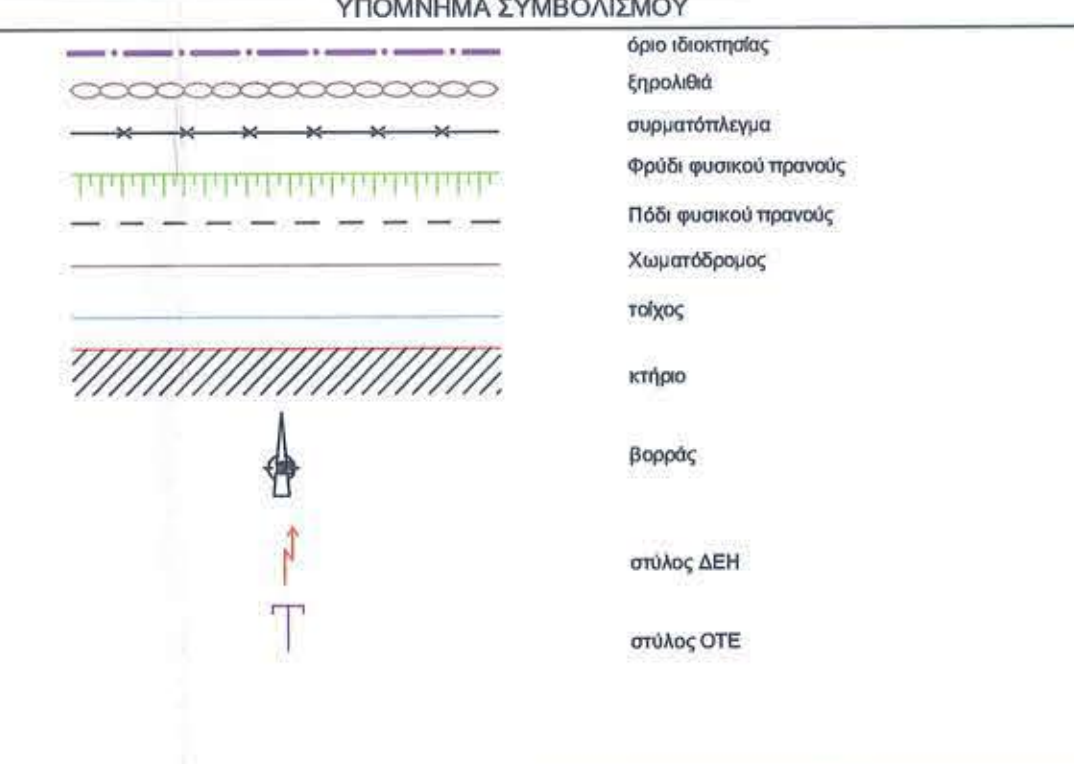 ΥΠΟΜΝΗΜΑ ΣΥΜΒΟΛΙΣΜΟΥ
όριο ιδιοκτησίας
ξηρολιθιά
συρματόπλεγμα
Φρύδι φυσικού πρανούς
Πόδι φυσικού πρανούς
Χωματόδρομος
τοίχος
κτήριο
βορράς
στύλος ΔΕΗ
στύλος ΟΤΕ